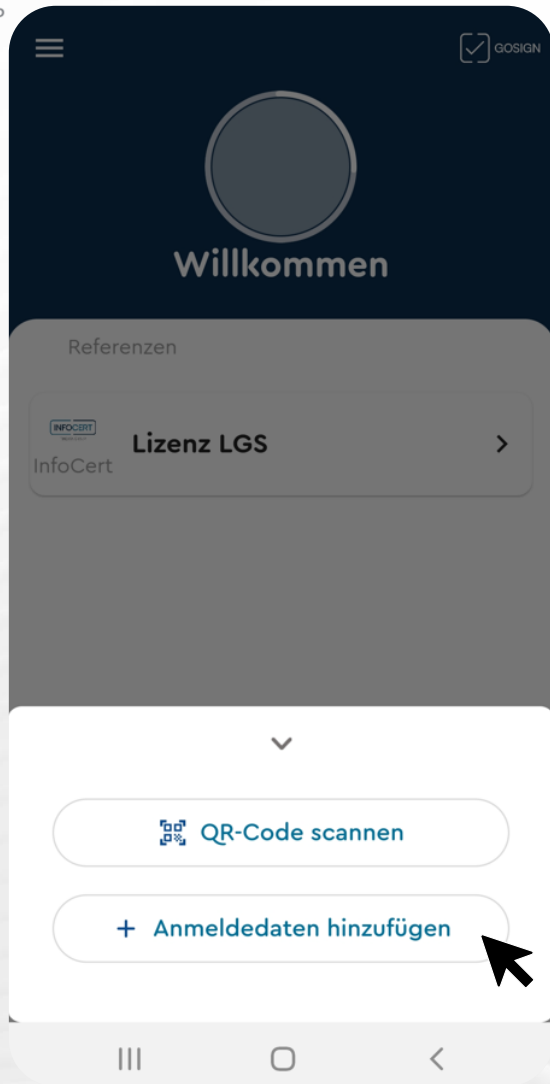 GOSIGN
Willkommen
Referenzen
INFOCERT
InfoCert
Lizenz LGS
QR-Code scannen
+ Anmeldedaten hinzufügen